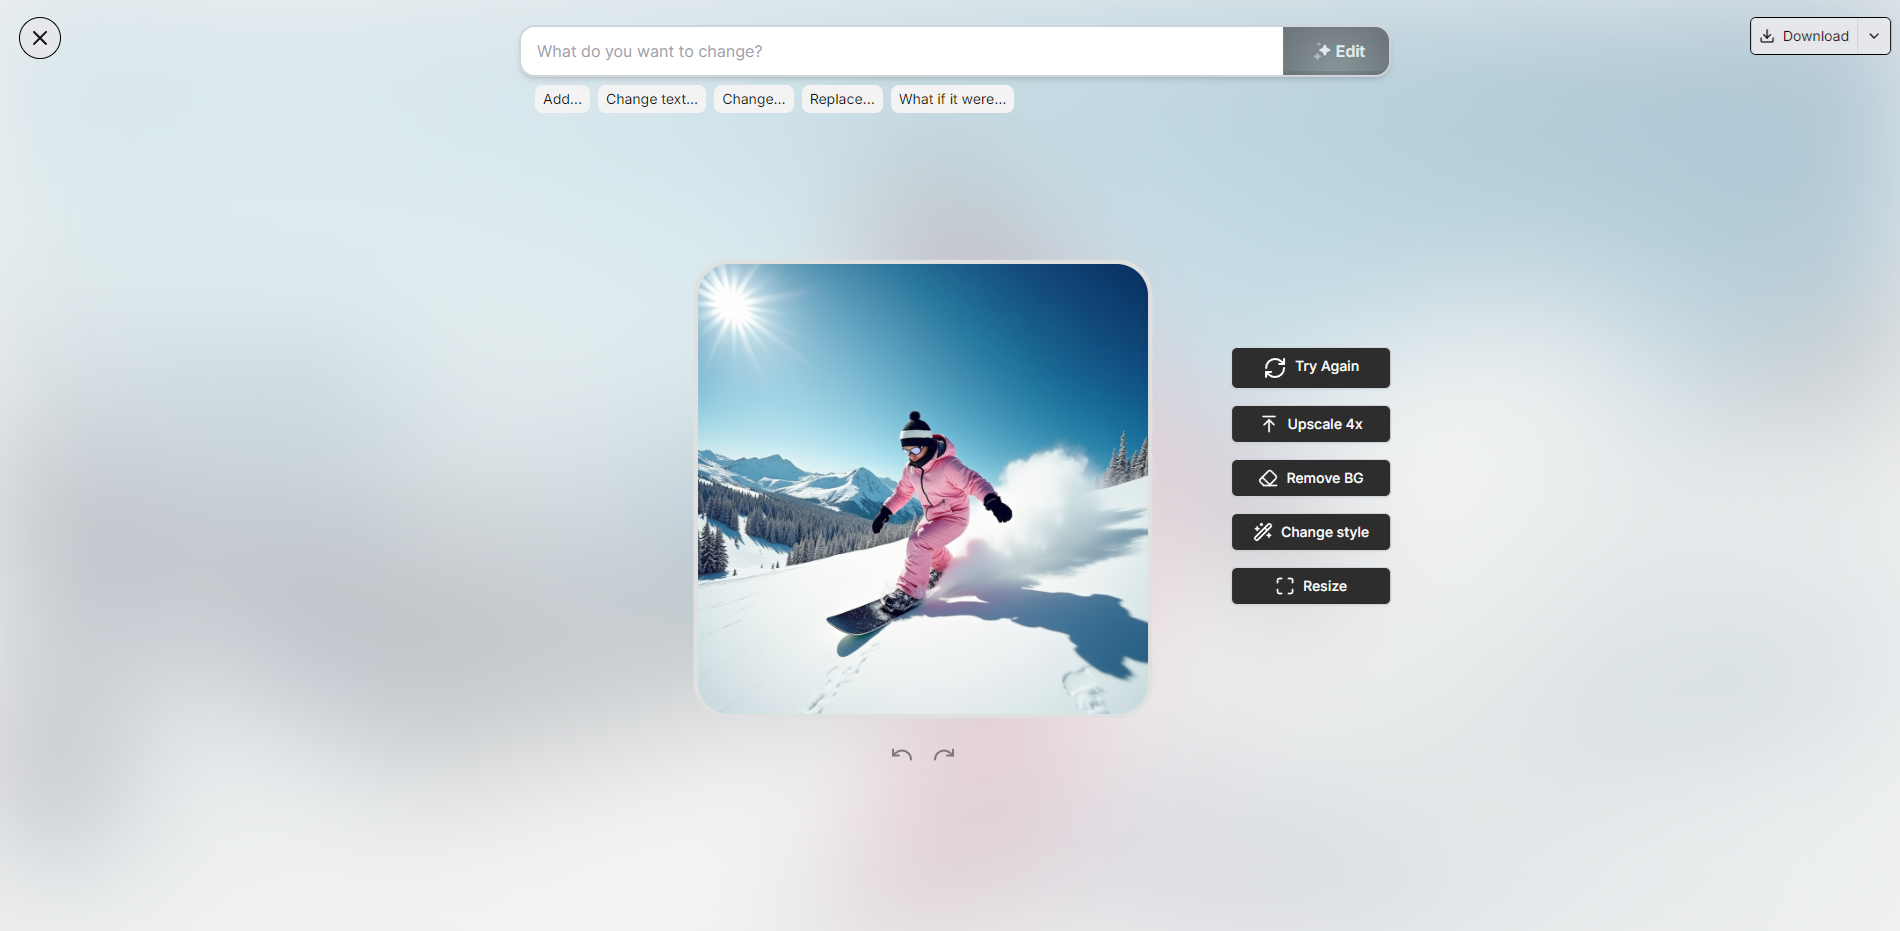 What do you want to change?
Edit
Download
Add...
Change text...
Change...
Replace...
What if it were...
Try Again
Upscale 4x
Remove BG
Change style
Resize